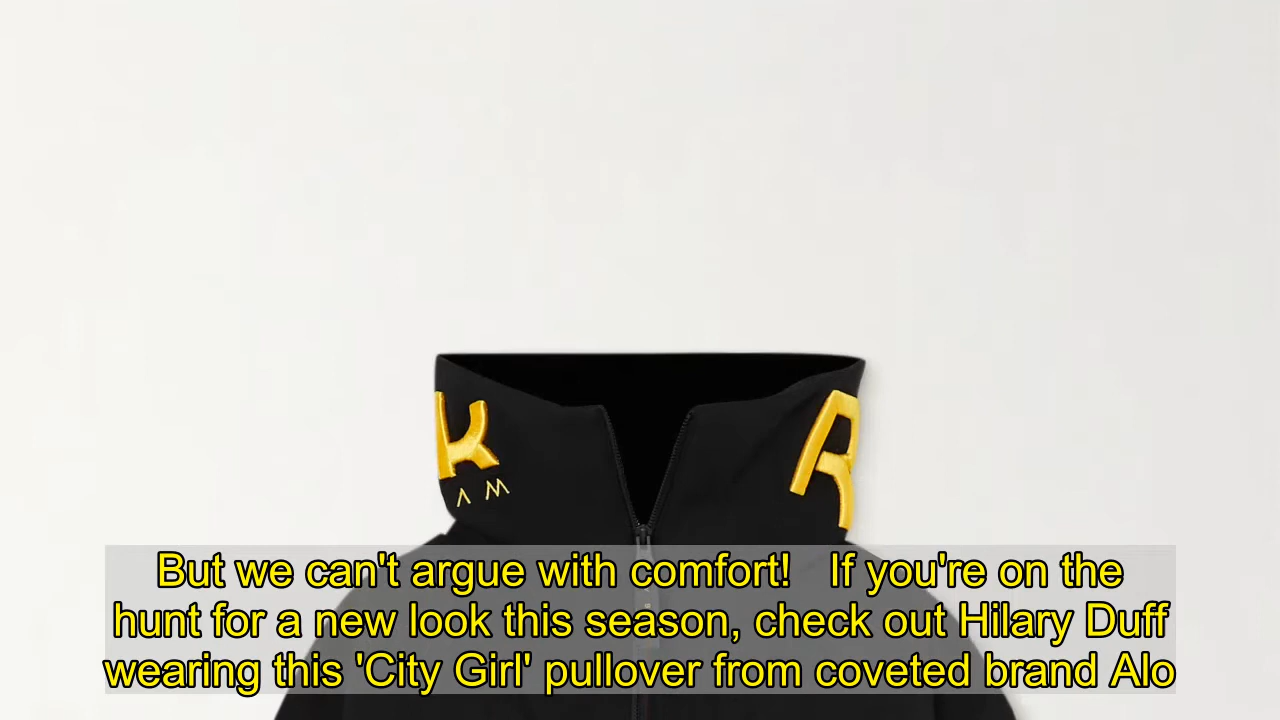 k R
ΛM
But we can't argue with comfort!   If you're on the
hunt for a new look this season, check out Hilary Duff
wearing this 'City Girl' pullover from coveted brand Alo